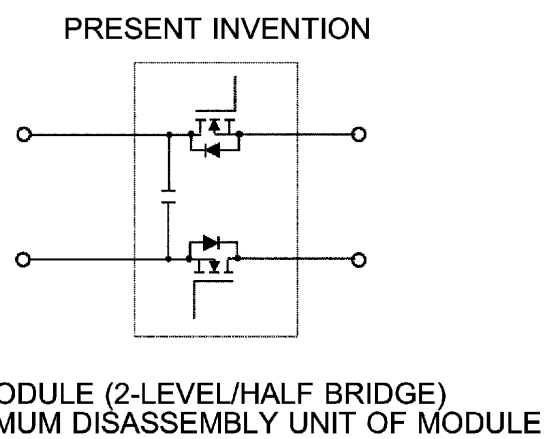 PRESENT INVENTION
ODULE (2-LEVEL/HALF BRIDGE)
MUM DISASSEMBLY UNIT OF MODULE